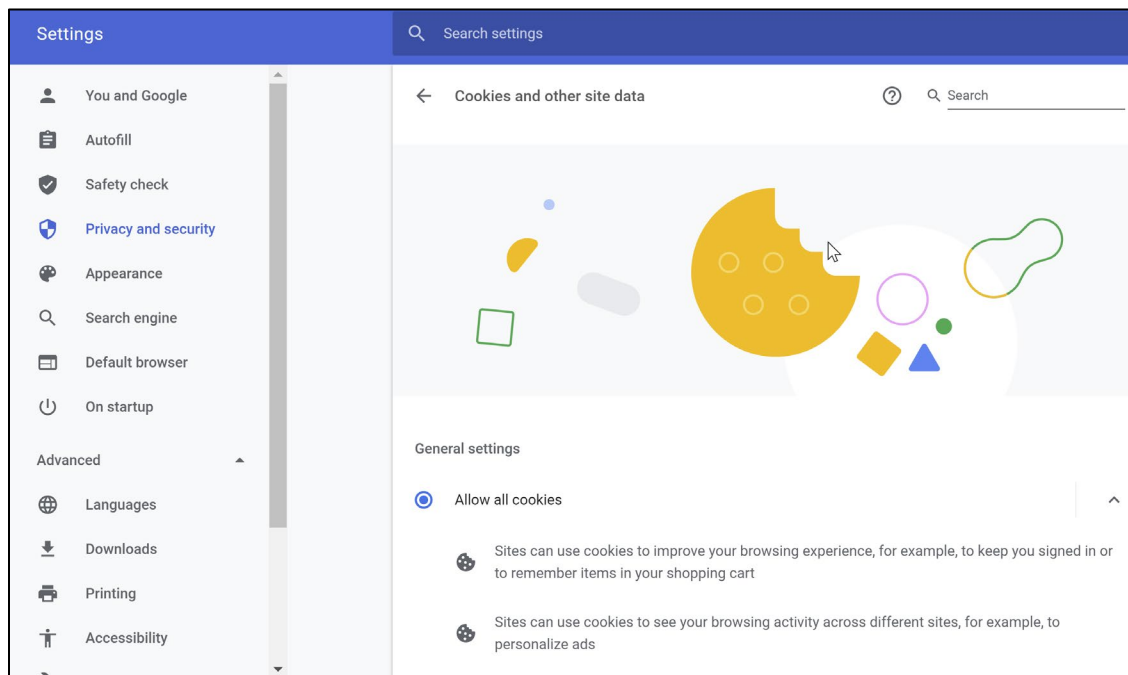 Settings
Search settings
You and Google
Autofill
Safety check
Privacy and security
Appearance
Search engine
Default browser
On startup
Advanced
Languages
Downloads
Printing
Accessibility
Cookies and other site data
Search
General settings
Allow all cookies
Sites can use cookies to improve your browsing experience, for example, to keep you signed in or
to remember items in your shopping cart
Sites can use cookies to see your browsing activity across different sites, for example, to
personalize ads